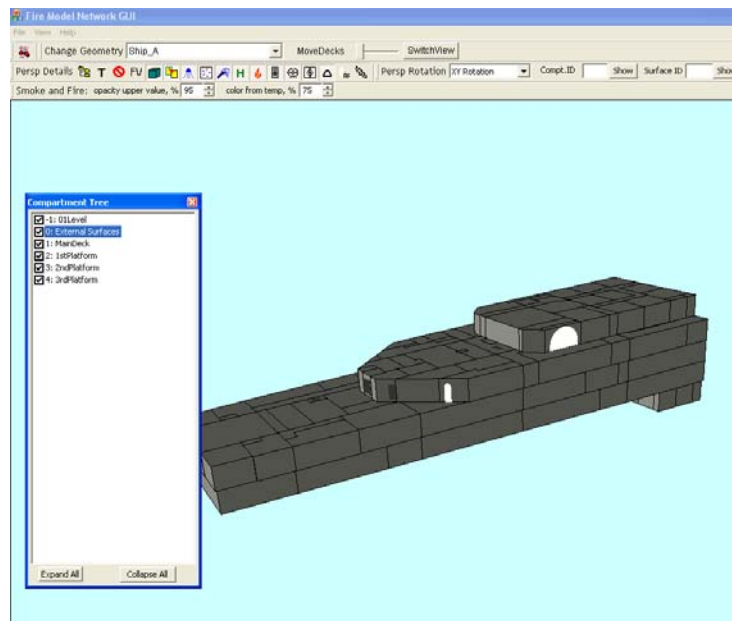 Fire Model Network GUI
File View Help
Change Geometry Ship_A MoveDecks SwitchView
Persp Details T FV H Persp Rotation XY Rotation Compt.ID Show Surface ID Sho
Smoke and Fire: opacity upper value, % 95 color from temp, % 75
Compartment Tree
-1: 01Level
0: External Surfaces
1: MainDeck
2: 1stPlatform
3: 2ndPlatform
4: 3rdPlatform
Expand All Collapse All